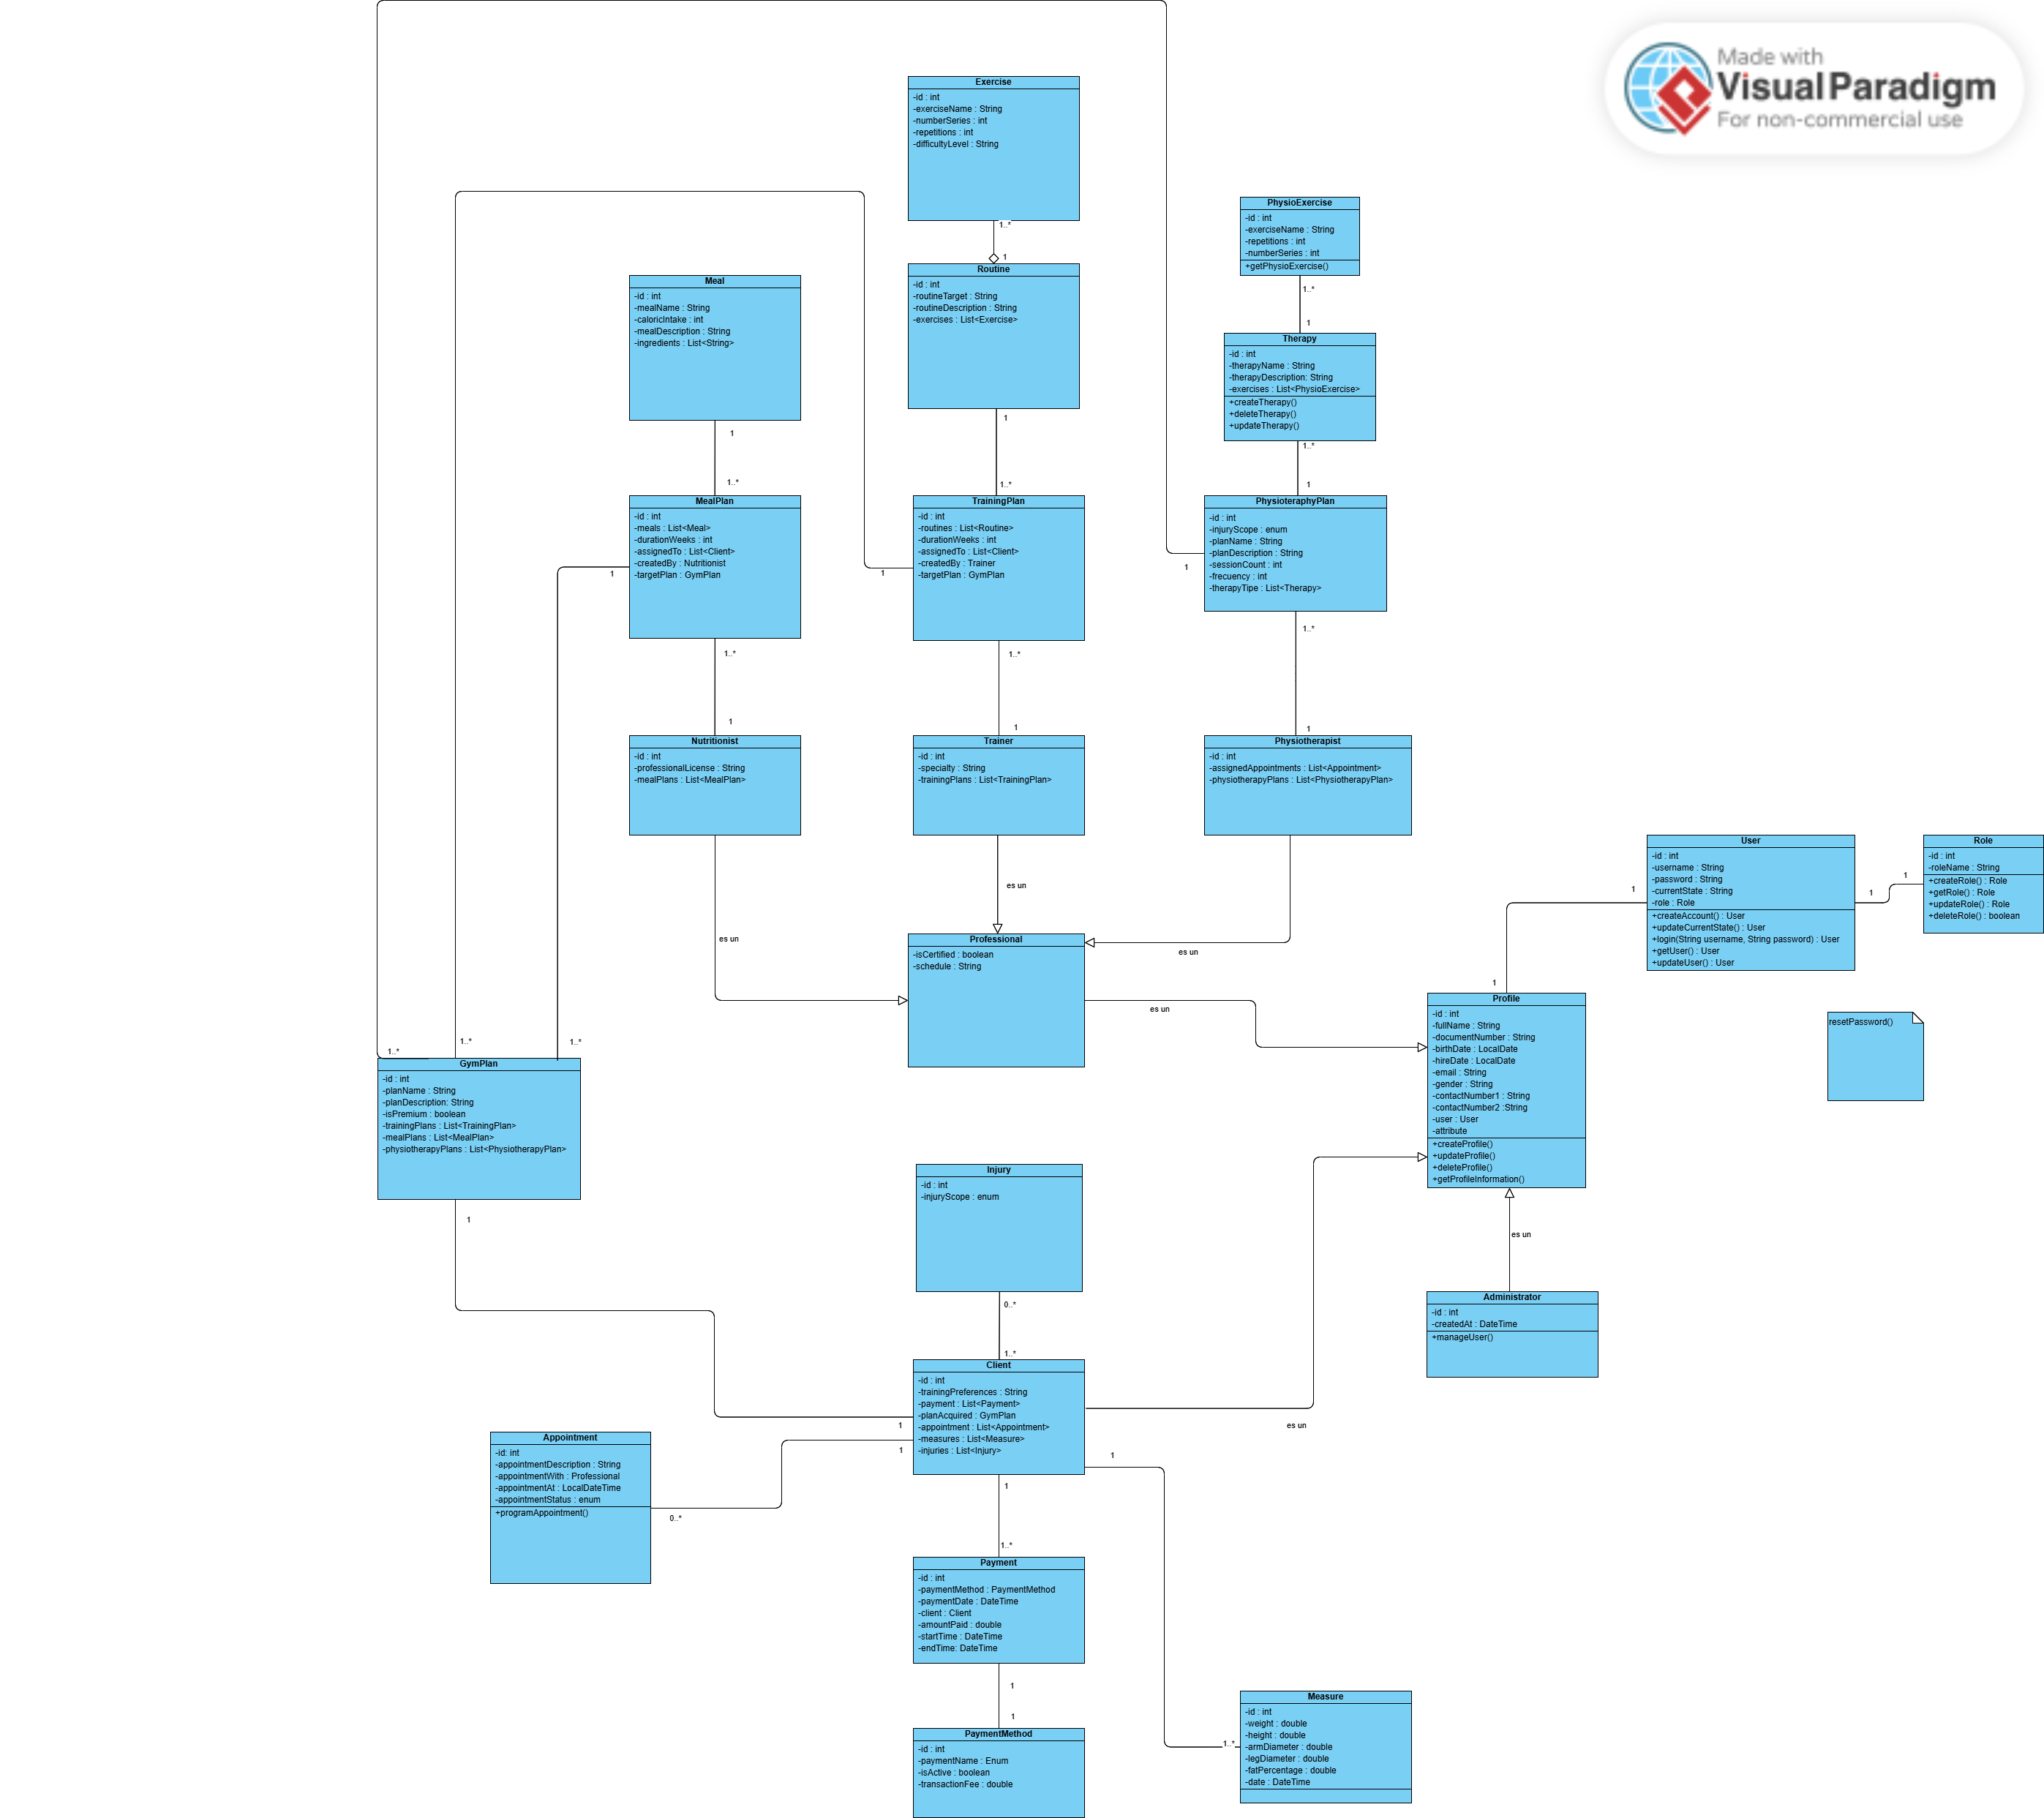 Made with
Visual Paradigm
For non-commercial use
Exercise
-id : int
-exerciseName : String
-numberSeries : int
-repetitions : int
-difficultyLevel : String
1..*
1
Routine
-id : int
-routineTarget : String
-routineDescription : String
-exercises : List<Exercise>
1
1..*
PhysioExercise
-id : int
-exerciseName : String
-repetitions : int
-numberSeries : int
+getPhysioExercise()
1..*
1
Therapy
-id : int
-therapyName : String
-therapyDescription: String
-exercises : List<PhysioExercise>
+createTherapy()
+deleteTherapy()
+updateTherapy()
1..*
1
Meal
-id : int
-mealName : String
-caloricIntake : int
-mealDescription : String
-ingredients : List<String>
1
1..*
MealPlan
-id : int
-meals : List<Meal>
-durationWeeks : int
-assignedTo : List<Client>
-createdBy : Nutritionist
-targetPlan : GymPlan
1
1..*
1
TrainingPlan
-id : int
-routines : List<Routine>
-durationWeeks : int
-assignedTo : List<Client>
-createdBy : Trainer
-targetPlan : GymPlan
1
1..*
1
PhysioteraphyPlan
-id : int
-injuryScope : enum
-planName : String
-planDescription : String
-sessionCount : int
-frecuency : int
-therapyTipe : List<Therapy>
1
1..*
1
Nutritionist
-id : int
-professionalLicense : String
-mealPlans : List<MealPlan>
es un
Trainer
-id : int
-specialty : String
-trainingPlans : List<TrainingPlan>
es un
Physiotherapist
-id : int
-assignedAppointments : List<Appointment>
-physiotherapyPlans : List<PhysiotherapyPlan>
es un
Professional
-isCertified : boolean
-schedule : String
es un
User
-id : int
-username : String
-password : String
-currentState : String
-role : Role
+createAccount() : User
+updateCurrentState() : User
+login(String username, String password) : User
+getUser() : User
+updateUser() : User
1
1
1
1
Role
-id : int
-roleName : String
+createRole() : Role
+getRole() : Role
+updateRole() : Role
+deleteRole() : boolean
Profile
-id : int
-fullName : String
-documentNumber : String
-birthDate : LocalDate
-hireDate : LocalDate
-email : String
-gender : String
-contactNumber1 : String
-contactNumber2 :String
-user : User
-attribute
+createProfile()
+updateProfile()
+deleteProfile()
+getProfileInformation()
resetPassword()
1..*
1..*
1..*
GymPlan
-id : int
-planName : String
-planDescription: String
-isPremium : boolean
-trainingPlans : List<TrainingPlan>
-mealPlans : List<MealPlan>
-physiotherapyPlans : List<PhysiotherapyPlan>
1
Injury
-id : int
-injuryScope : enum
0..*
1..*
es un
Administrator
-id : int
-createdAt : DateTime
+manageUser()
Client
-id : int
-trainingPreferences : String
-payment : List<Payment>
-planAcquired : GymPlan
-appointment : List<Appointment>
-measures : List<Measure>
-injuries : List<Injury>
1
1
1
1
es un
Appointment
-id: int
-appointmentDescription : String
-appointmentWith : Professional
-appointmentAt : LocalDateTime
-appointmentStatus : enum
+programAppointment()
0..*
1..*
Payment
-id : int
-paymentMethod : PaymentMethod
-paymentDate : DateTime
-client : Client
-amountPaid : double
-startTime : DateTime
-endTime: DateTime
1
1
PaymentMethod
-id : int
-paymentName : Enum
-isActive : boolean
-transactionFee : double
1..*
Measure
-id : int
-weight : double
-height : double
-armDiameter : double
-legDiameter : double
-fatPercentage : double
-date : DateTime